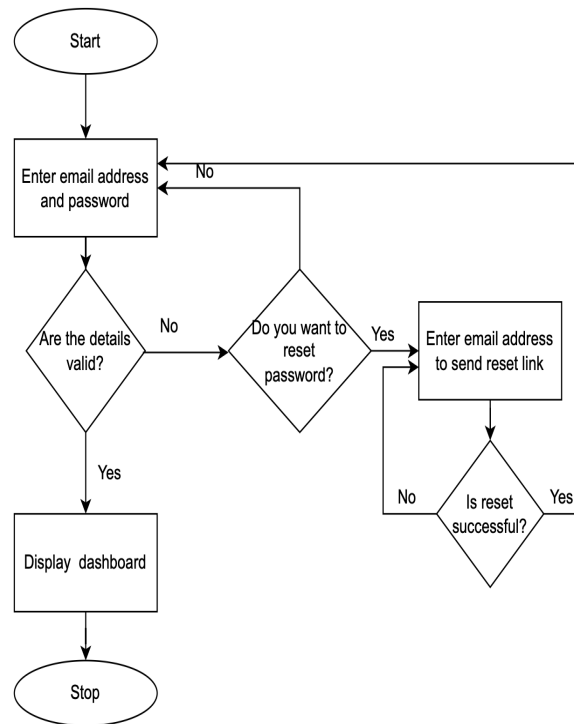 Start
Enter email address
and password
No
Are the details
valid?
No
Do you want to
reset
password?
Yes
Enter email address
to send reset link
Yes
No
Is reset
successful?
Yes
Display dashboard
Stop